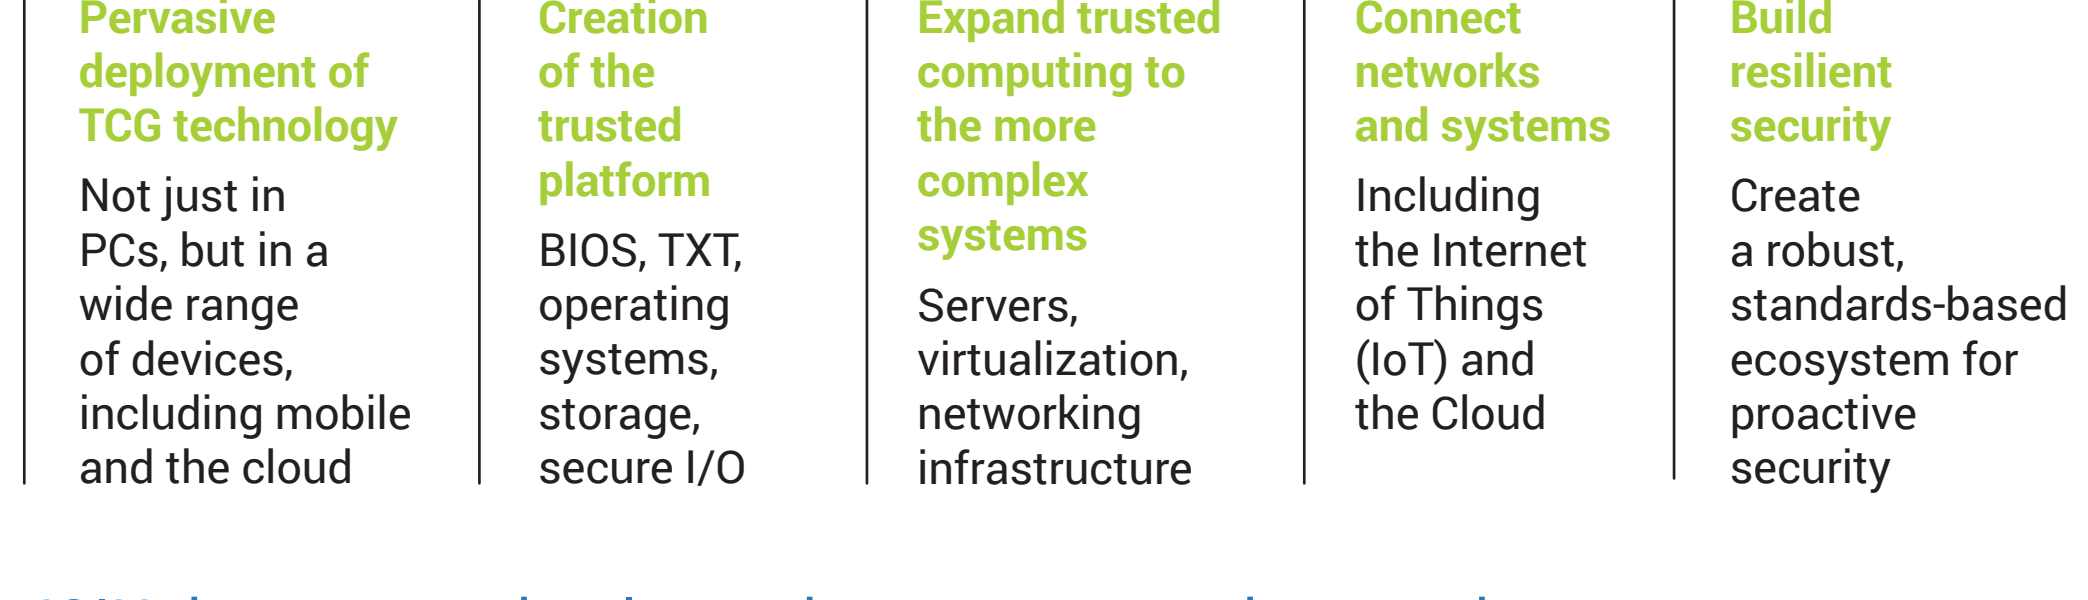 Pervasive
deployment of
TCG technology
Not just in
PCs, but in a
wide range
of devices,
including mobile
and the cloud
Creation
of the
trusted
platform
BIOS, TXT,
operating
systems,
storage,
secure I/O
Expand trusted
computing to
the more
complex
systems
Servers,
virtualization,
networking
infrastructure
Connect
networks
and systems
Including
the Internet
of Things
(IoT) and
the Cloud
Build
resilient
security
Create
a robust,
standards-based
ecosystem for
proactive
security